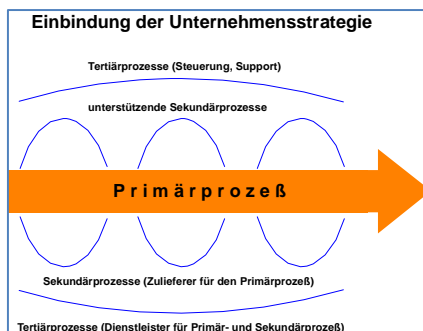 Einbindung der Unternehmensstrategie
Tertiärprozesse (Steuerung, Support)
unterstützende Sekundärprozesse
Primärprozeß
Sekundärprozesse (Zulieferer für den Primärprozeß)
Tertiärprozesse (Dienstleister für Primär- und Sekundärprozeß)